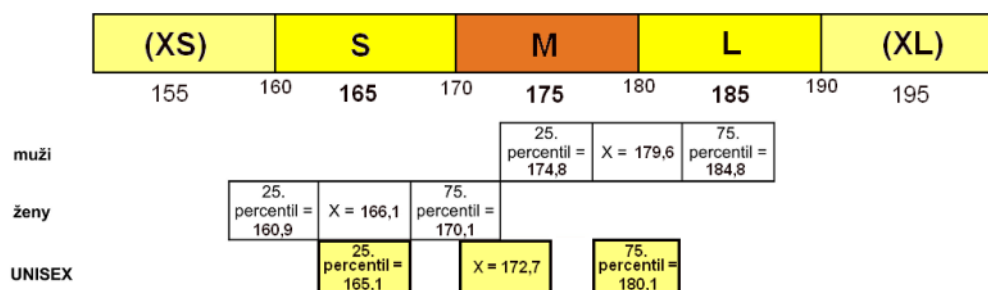 (XS) S M L (XL)
155 160 165 170 175 180 185 190 195
muži
25.
percentil =
174,8
X = 179,6
75.
percentil =
184,8
ženy
25.
percentil =
160,9
X = 166,1
75.
percentil =
170,1
UNISEX
25.
percentil =
165,1
X = 172,7
75.
percentil =
180,1